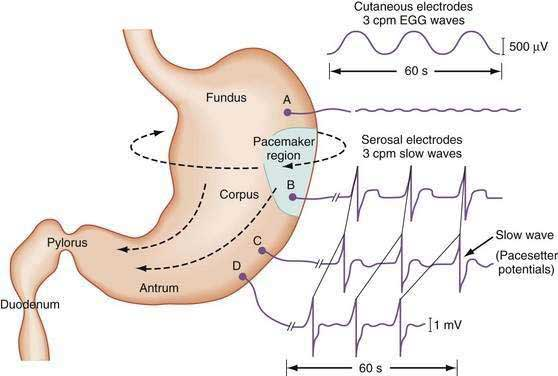 Cutaneous electrodes
3 cpm EGG waves
500 µV
60 s
Fundus
A
Pacemaker
region
Serosal electrodes
3 cpm slow waves
Corpus
B
Slow wave
(Pacesetter
potentials)
Pylorus
C
D
Antrum
Duodenum
1 mV
60 s